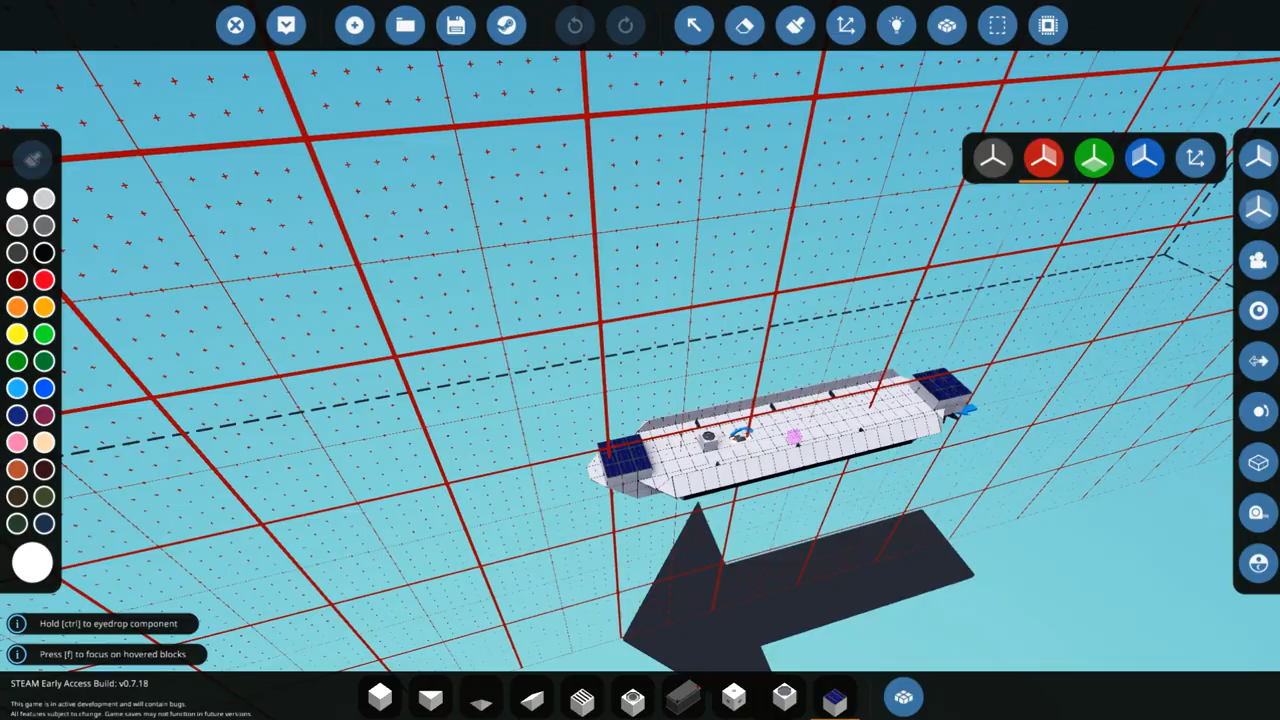 Hold [ctrl] to eyedrop component
Press [f] to focus on hovered blocks
STEAM Early Access Build: v0.7.18
This game is in active development and will contain bugs.
All features subject to change. Game saves may not function in future versions